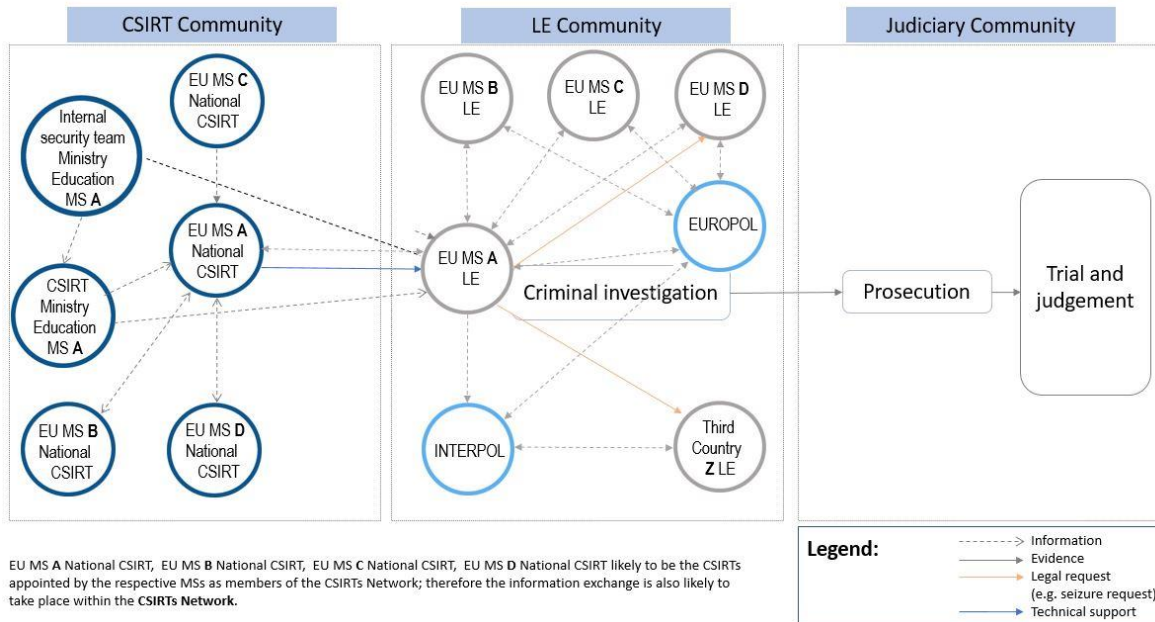 CSIRT Community
LE Community
Judiciary Community
EU MS C
National
CSIRT
Internal
security team
Ministry
Education
MS A
EU MS A
National
CSIRT
CSIRT
Ministry
Education
MS A
EU MS B
National
CSIRT
EU MS D
National
CSIRT
EU MS B
LE
EU MS C
LE
EU MS D
LE
EUROPOL
EU MS A
LE
Criminal investigation
INTERPOL
Third
Country
Z LE
Prosecution
Trial and
judgement
EU MS A National CSIRT, EU MS B National CSIRT, EU MS C National CSIRT, EU MS D National CSIRT likely to be the CSIRTs
appointed by the respective MSs as members of the CSIRTs Network; therefore the information exchange is also likely to
take place within the CSIRTs Network.
Legend:
Information
Evidence
Legal request
(e.g. seizure request)
Technical support